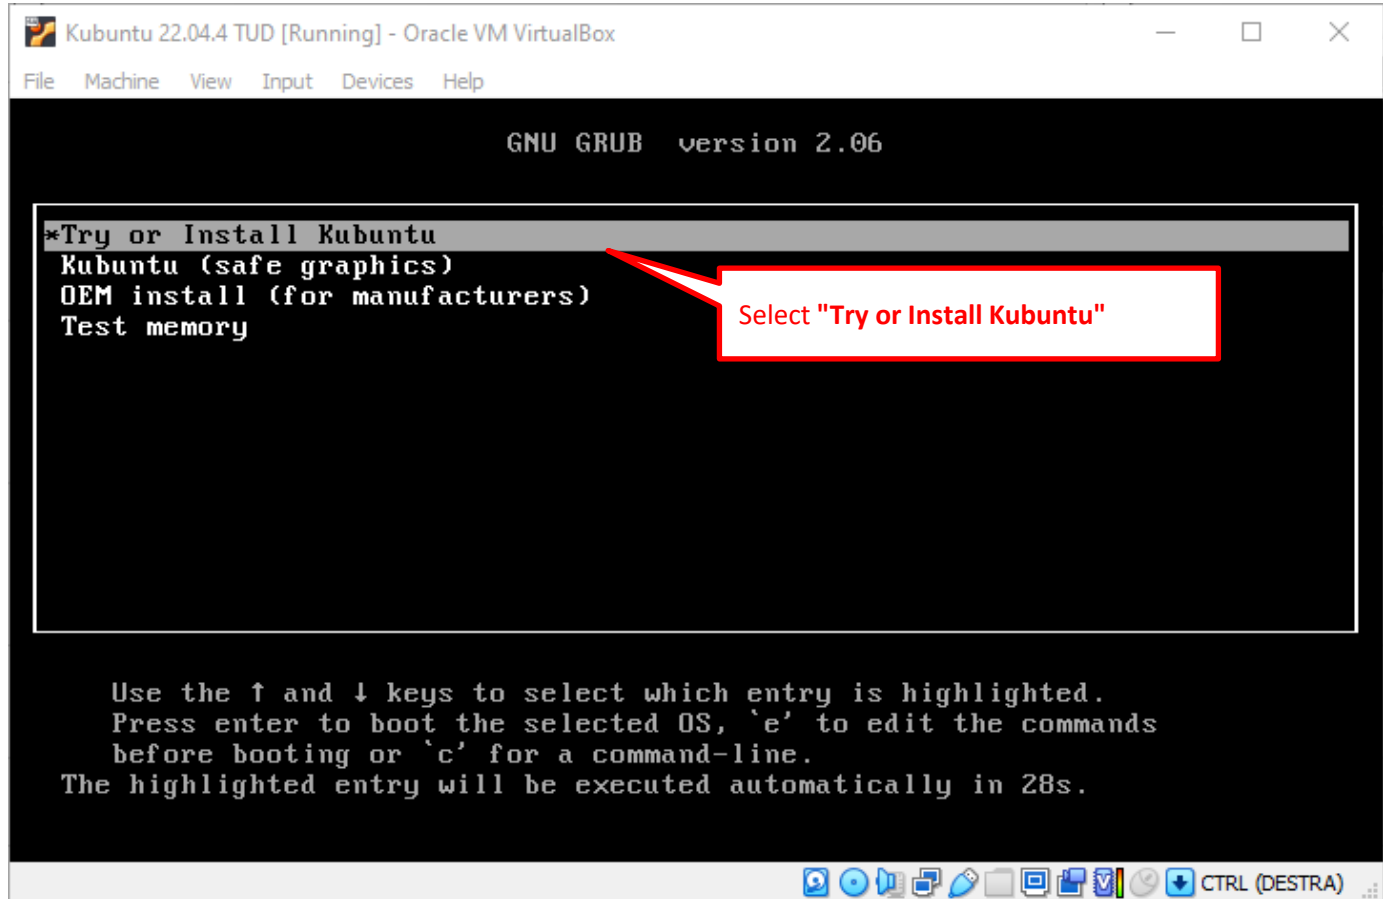 Kubuntu 22.04.4 TUD [Running] - Oracle VM VirtualBox
File Machine View Input Devices Help
GNU GRUB version 2.06
*Try or Install Kubuntu
Kubuntu (safe graphics)
OEM install (for manufacturers)
Test memory
Select "Try or Install Kubuntu"
Use the ↑ and ↓ keys to select which entry is highlighted.
Press enter to boot the selected OS, `e' to edit the commands
before booting or `c' for a command-line.
The highlighted entry will be executed automatically in 28s.
CTRL (DESTRA)